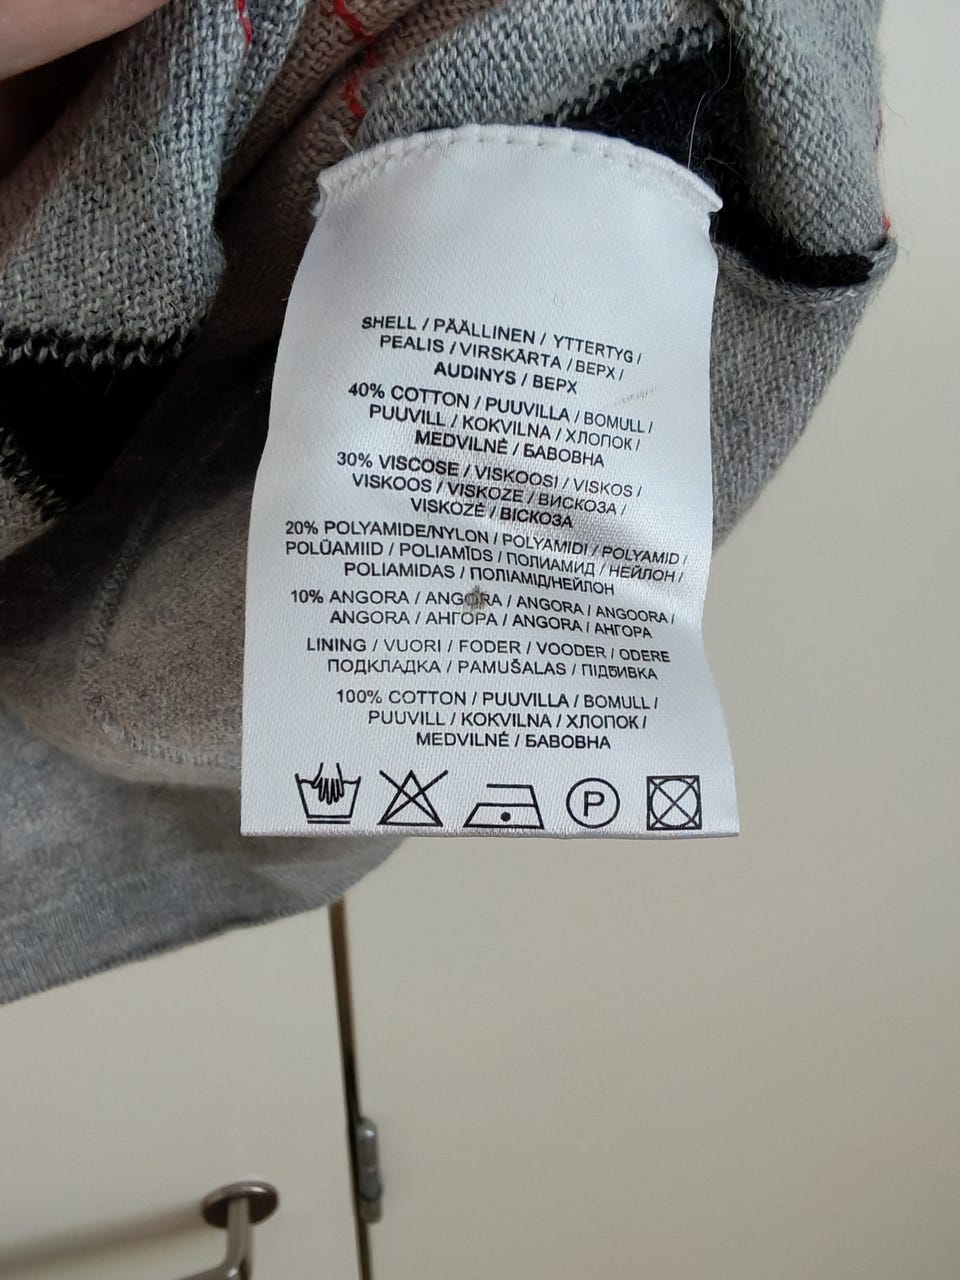 SHELL / PÄÄLLINEN / YTTERTYG /
PEALIS / VIRSKĀRTA / ВЕРХ /
AUDINYS / ВЕРХ
40% COTTON / PUUVILLA / BOMULL /
PUUVILL / KOKVILNA / ХЛОПОК /
MEDVILNĖ / БАВОВНА
30% VISCOSE / VISKOOSI / VISKOS /
VISKOOS / VISKOZE / ВИСКОЗА /
VISKOZĖ / ВІСКОЗА
20% POLYAMIDE/NYLON / POLYAMIDI / POLYAMID /
POLÜAMIID / POLIAMĪDS / ПОЛИАМИД / НЕЙЛОН /
POLIAMIDAS / ПОЛІАМІД/НЕЙЛОН
10% ANGORA / ANGORA / ANGORA / ANGOORA /
ANGORA / АНГОРА / ANGORA / АНГОРА
LINING / VUORI / FODER / VOODER / ODERE
ПОДКЛАДКА / PAMUŠALAS / ПІДБИВКА
100% COTTON / PUUVILLA / BOMULL /
PUUVILL / KOKVILNA / ХЛОПОК /
MEDVILNĖ / БАВОВНА
P